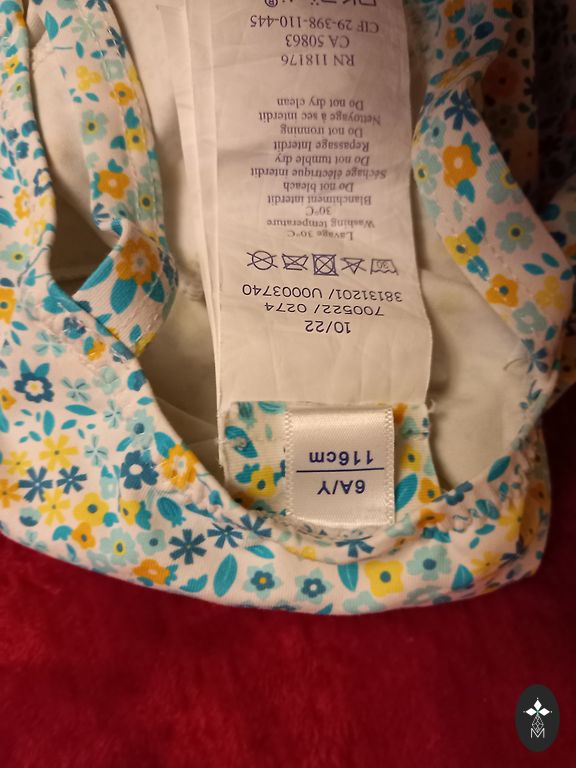 6A/Y
116cm
10/22
700522/ 0274
38131201/ U0003740
30
Lavage 30°C
Washing temperature
30°C
Blanchiment interdit
Do not bleach
Séchage électrique interdit
Do not tumble dry
Repassage interdit
Do not ironing
Nettoyage à sec interdit
Do not dry clean
RN 118176
CA 50863
CIF 29-398-110-445
M